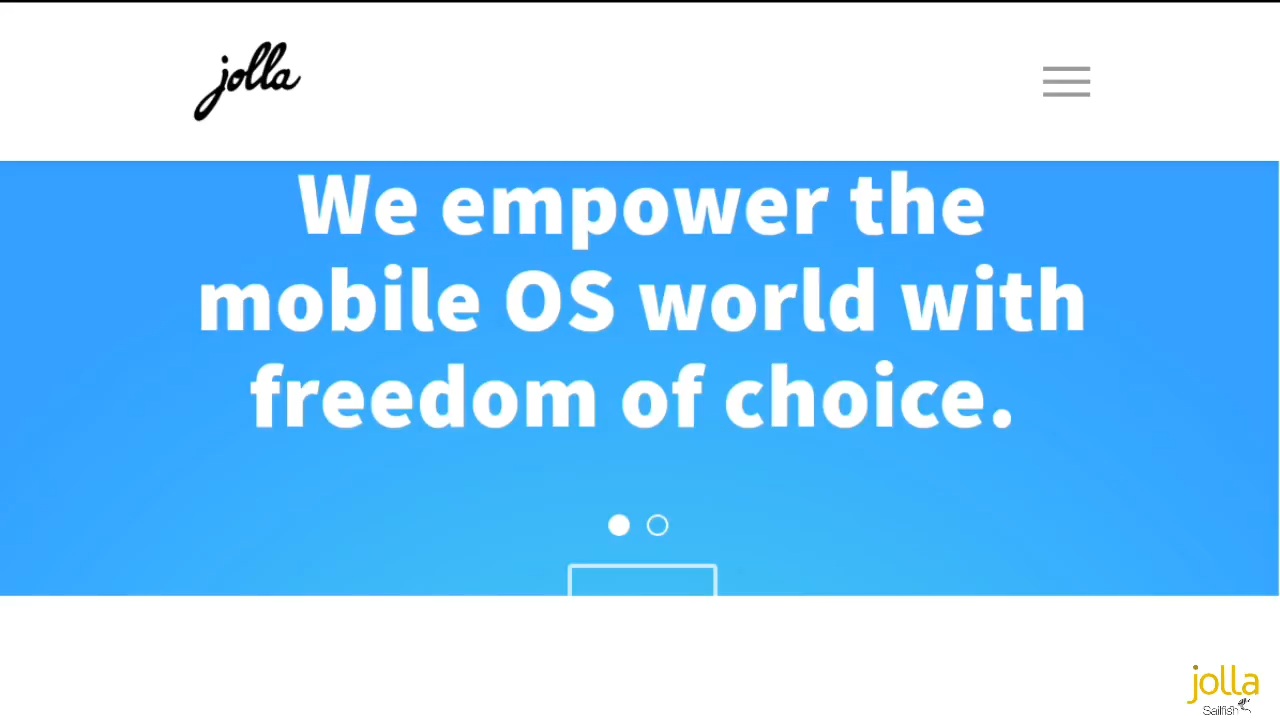 jolla
We empower the
mobile OS world with
freedom of choice.
jolla
Sailfish